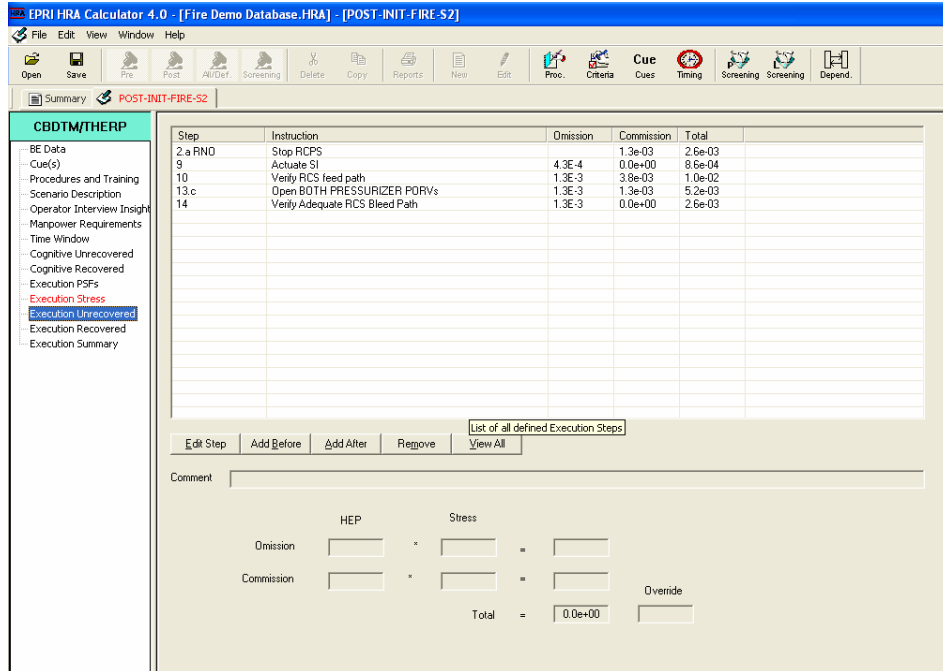 EPRI HRA Calculator 4.0 - [Fire Demo Database.HRA] - [POST-INIT-FIRE-S2]
File Edit View Window Help
Open Save Pre Post All/Def. Screening Delete Copy Reports New Edit Proc. Criteria Cue Cues Timing Screening Screening Depend.
Summary POST-INIT-FIRE-S2
CBDTM/THERP
BE Data
Cue(s)
Procedures and Training
Scenario Description
Operator Interview Insight
Manpower Requirements
Time Window
Cognitive Unrecovered
Cognitive Recovered
Execution PSFs
Execution Stress
Execution Unrecovered
Execution Recovered
Execution Summary
Step Instruction Omission Commission Total
2.a RNO Stop RCPS 1.3e-03 2.6e-03
9 Actuate SI 4.3E-4 0.0e+00 8.6e-04
10 Verify RCS feed path 1.3E-3 3.8e-03 1.0e-02
13.c Open BOTH PRESSURIZER PORVs 1.3E-3 1.3e-03 5.2e-03
14 Verify Adequate RCS Bleed Path 1.3E-3 0.0e+00 2.6e-03
List of all defined Execution Steps
Edit Step Add Before Add After Remove View All
Comment
HEP Stress
Omission * =
Commission * =
Override
Total = 0.0e+00